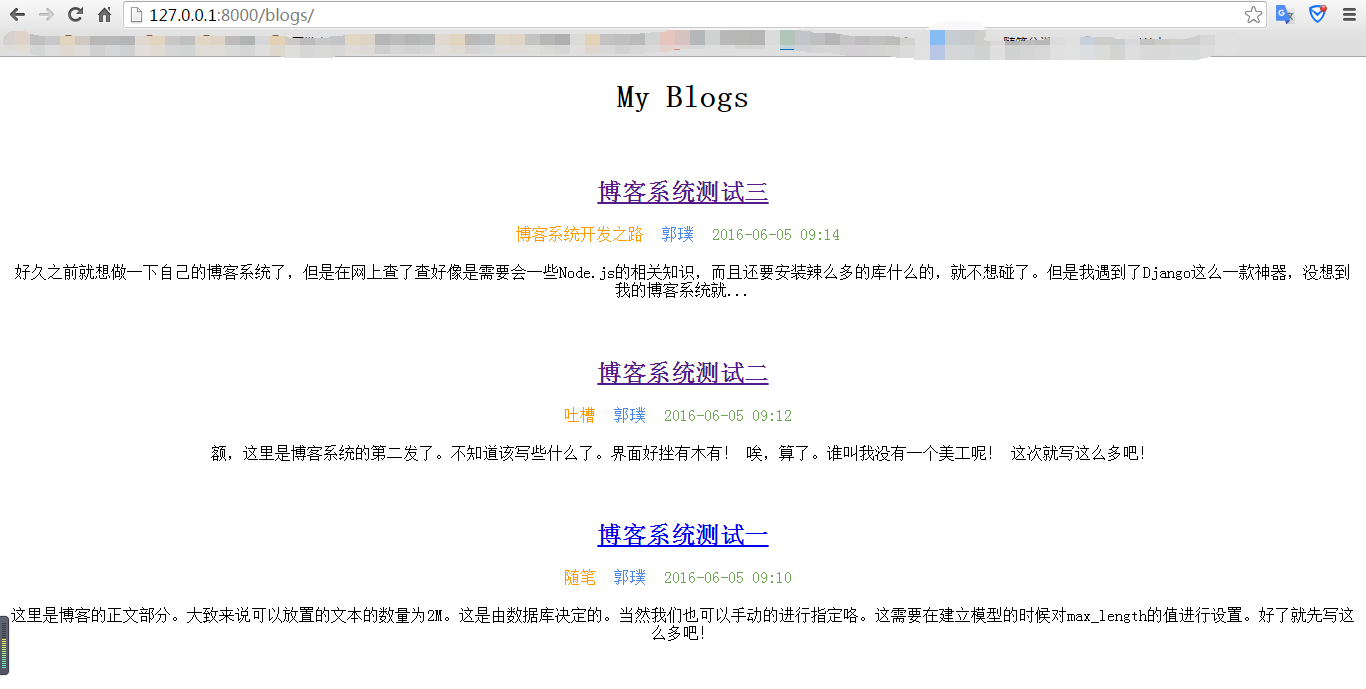 127.0.0.1:8000/blogs/
My Blogs
博客系统测试三
博客系统开发之路 郭璞 2016-06-05 09:14
好久之前就想做一下自己的博客系统了，但是在网上查了查好像是需要会一些Node.js的相关知识，而且还要安装辣么多的库什么的，就不想碰了。但是我遇到了Django这么一款神器，没想到
我的博客系统就...
博客系统测试二
吐槽 郭璞 2016-06-05 09:12
额，这里是博客系统的第二发了。不知道该写些什么了。界面好挫有木有！ 唉，算了。谁叫我没有一个美工呢！ 这次就写这么多吧！
博客系统测试一
随笔 郭璞 2016-06-05 09:10
这里是博客的正文部分。大致来说可以放置的文本的数量为2M。这是由数据库决定的。当然我们也可以手动的进行指定咯。这需要在建立模型的时候对max_length的值进行设置。好了就先写这
么多吧！